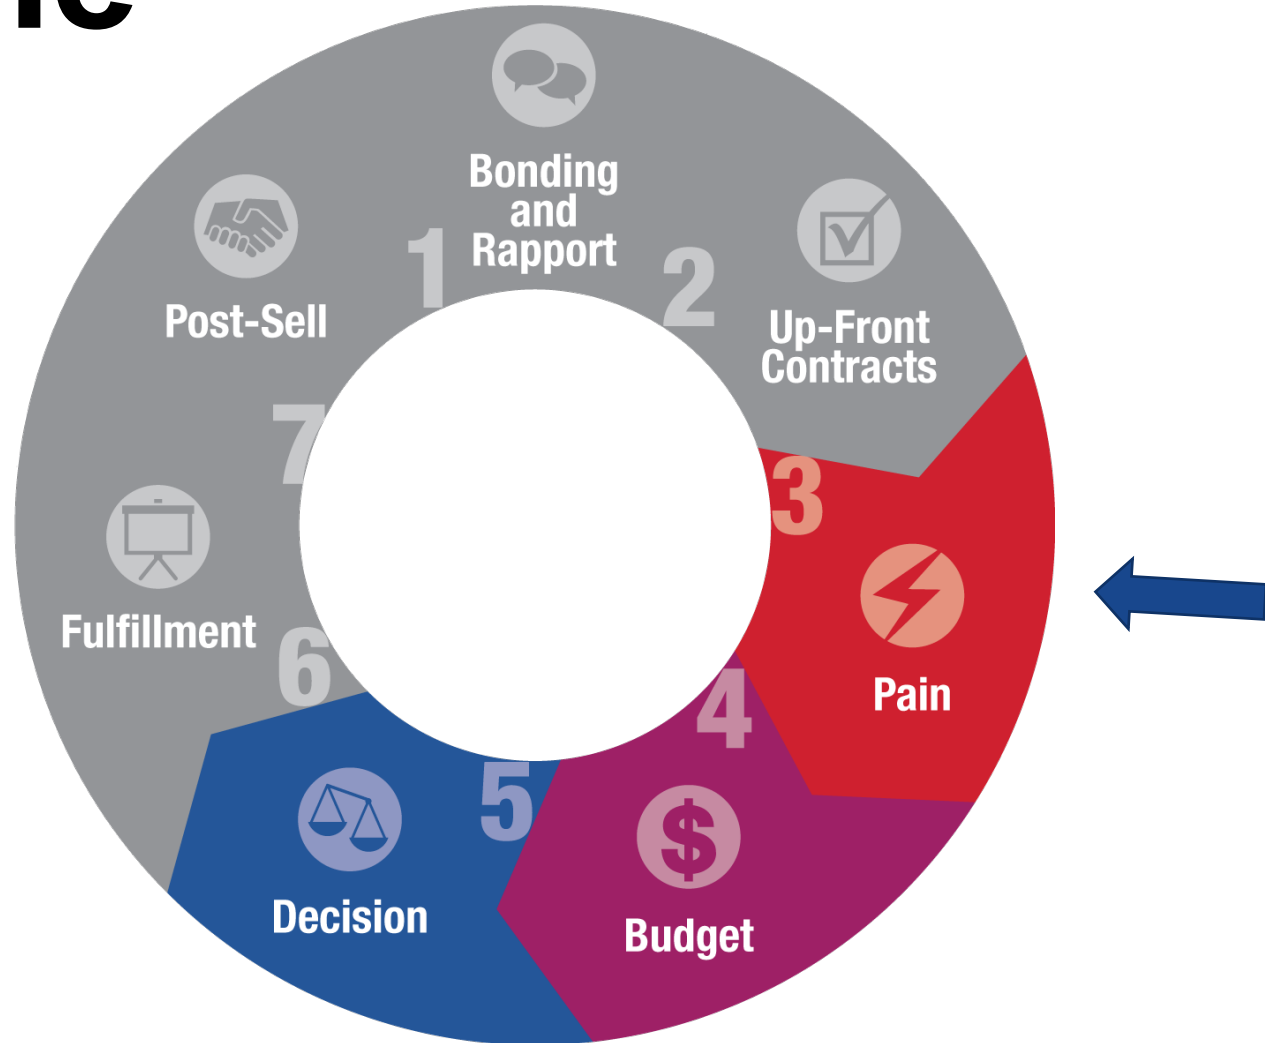 1
Bonding
and
Rapport
2
Up-Front
Contracts
3
Pain
4
$
Budget
5
Decision
6
Fulfillment
7
Post-Sell